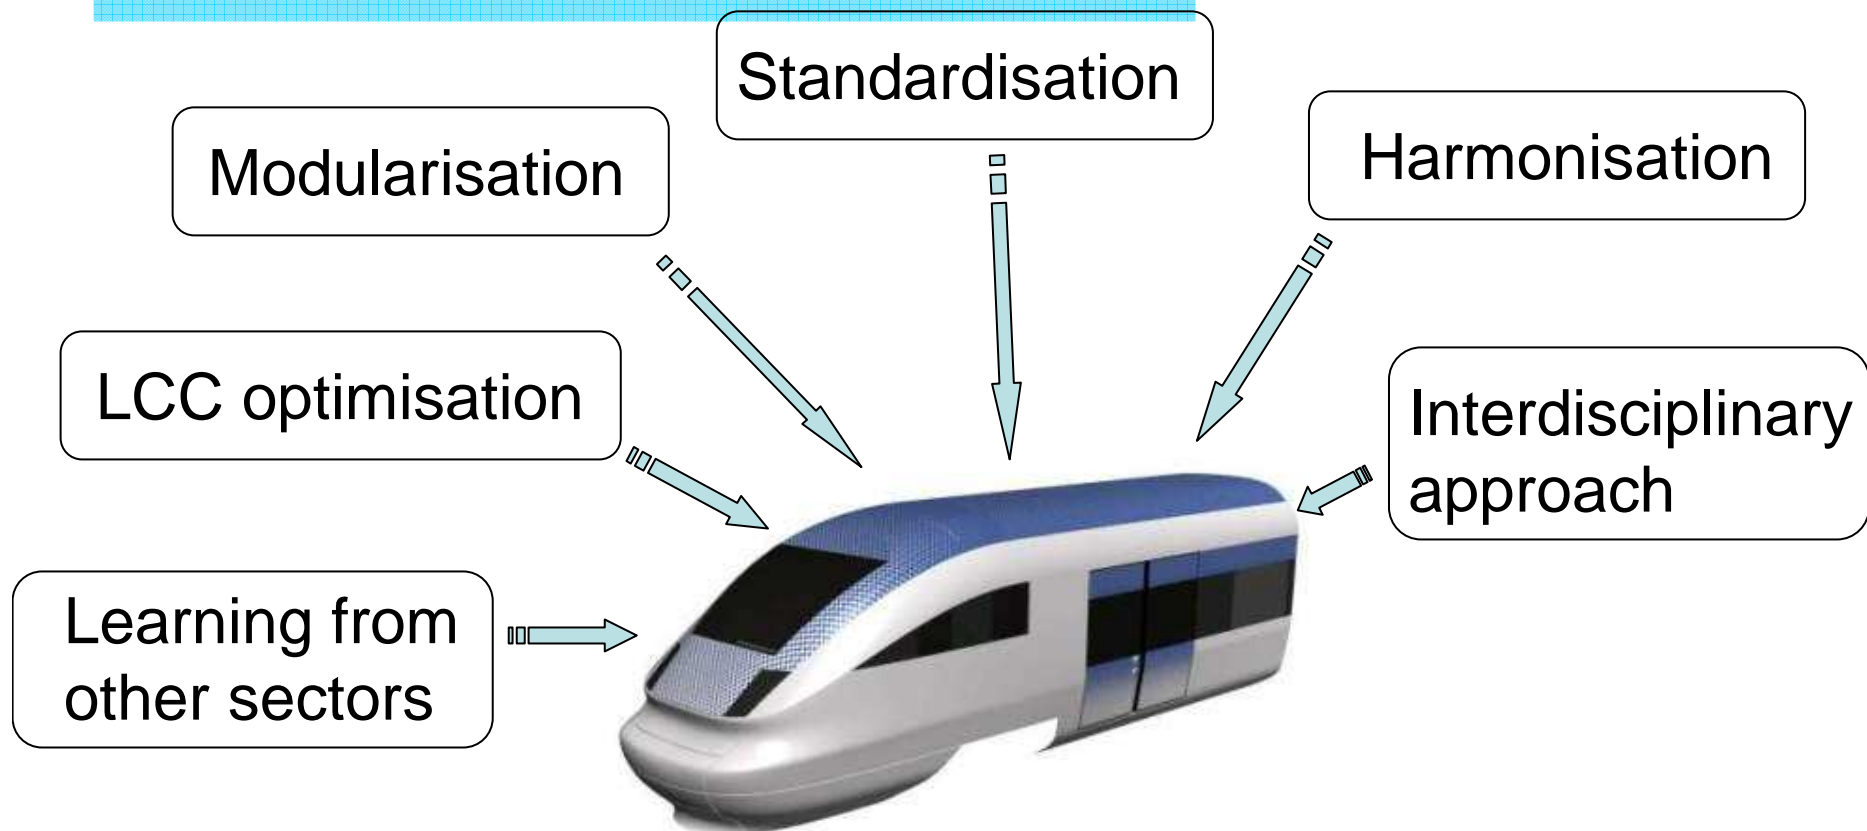 Standardisation
Modularisation
Harmonisation
LCC optimisation
Interdisciplinary
approach
Learning from
other sectors